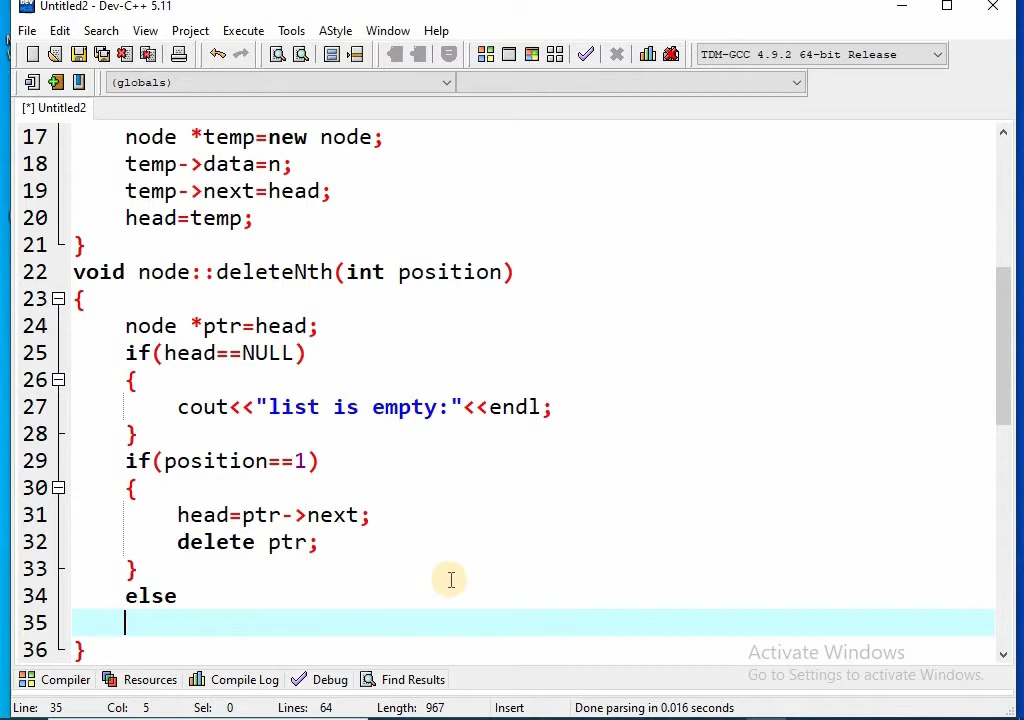 Untitled2 - Dev-C++ 5.11
File Edit Search View Project Execute Tools AStyle Window Help
TDM-GCC 4.9.2 64-bit Release
(globals)
[*] Untitled2
17 node *temp=new node;
18 temp->data=n;
19 temp->next=head;
20 head=temp;
21 }
22 void node::deleteNth(int position)
23 {
24 node *ptr=head;
25 if(head==NULL)
26 {
27 cout<<"list is empty:"<<endl;
28 }
29 if(position==1)
30 {
31 head=ptr->next;
32 delete ptr;
33 }
34 else
35
36 }
Activate Windows
Go to Settings to activate Windows.
Compiler Resources Compile Log Debug Find Results
Line: 35 Col: 5 Sel: 0 Lines: 64 Length: 967 Insert Done parsing in 0.016 seconds